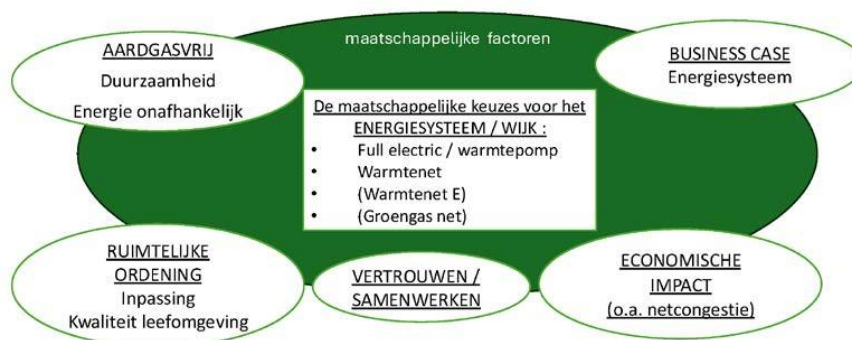 maatschappelijke factoren
AARDGASVRIJ
Duurzaamheid
Energie onafhankelijk
BUSINESS CASE
Energiesysteem
De maatschappelijke keuzes voor het
ENERGIESYSTEEM / WIJK :
• Full electric / warmtepomp
• Warmtenet
• (Warmtenet E)
• (Groengas net)
RUIMTELIJKE
ORDENING
Inpassing
Kwaliteit leefomgeving
VERTROUWEN /
SAMENWERKEN
ECONOMISCHE
IMPACT
(o.a. netcongestie)